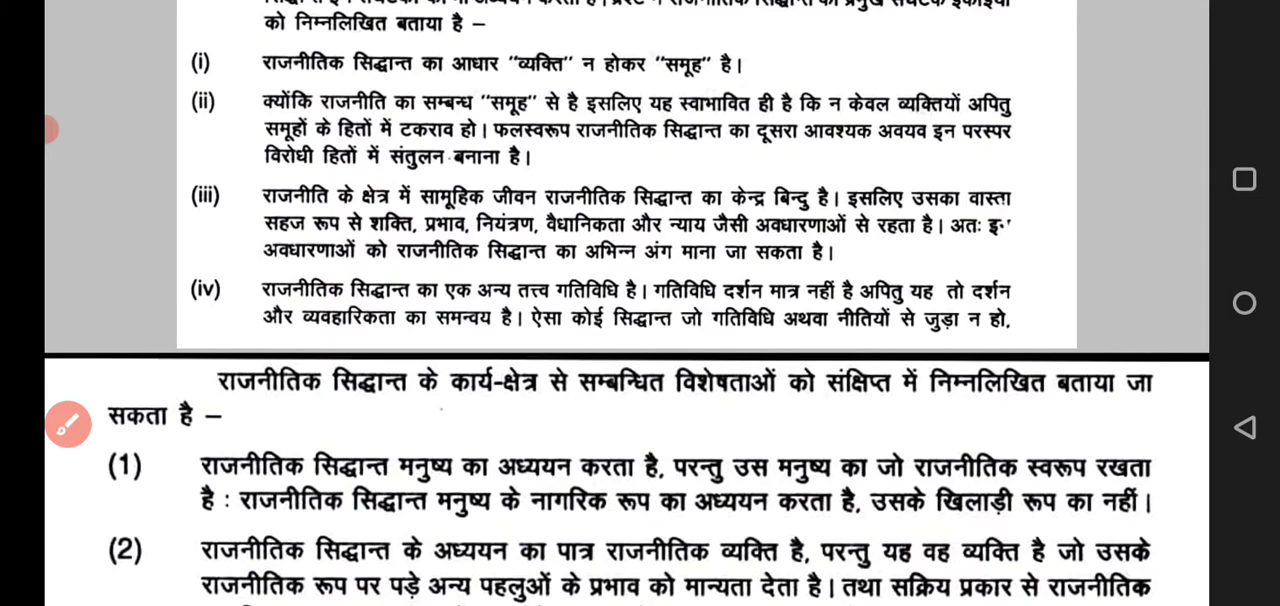 को निम्नलिखित बताया है –
(i) राजनीतिक सिद्धान्त का आधार "व्यक्ति" न होकर "समूह" है।
(ii) क्योंकि राजनीति का सम्बन्ध "समूह" से है इसलिए यह स्वाभावित ही है कि न केवल व्यक्तियों अपितु
समूहों के हितों में टकराव हो। फलस्वरूप राजनीतिक सिद्धान्त का दूसरा आवश्यक अवयव इन परस्पर
विरोधी हितों में संतुलन बनाना है।
(iii) राजनीति के क्षेत्र में सामूहिक जीवन राजनीतिक सिद्धान्त का केन्द्र बिन्दु है। इसलिए उसका वास्ता
सहज रूप से शक्ति, प्रभाव, नियंत्रण, वैधानिकता और न्याय जैसी अवधारणाओं से रहता है। अतः
अवधारणाओं को राजनीतिक सिद्धान्त का अभिन्न अंग माना जा सकता है।
(iv) राजनीतिक सिद्धान्त का एक अन्य तत्त्व गतिविधि है। गतिविधि दर्शन मात्र नहीं है अपितु यह तो दर्शन
और व्यवहारिकता का समन्वय है। ऐसा कोई सिद्धान्त जो गतिविधि अथवा नीतियों से जुड़ा न हो,
राजनीतिक सिद्धान्त के कार्य-क्षेत्र से सम्बन्धित विशेषताओं को संक्षिप्त में निम्नलिखित बताया जा
सकता है –
(1) राजनीतिक सिद्धान्त मनुष्य का अध्ययन करता है, परन्तु उस मनुष्य का जो राजनीतिक स्वरूप रखता
है : राजनीतिक सिद्धान्त मनुष्य के नागरिक रूप का अध्ययन करता है, उसके खिलाड़ी रूप का नहीं।
(2) राजनीतिक सिद्धान्त के अध्ययन का पात्र राजनीतिक व्यक्ति है, परन्तु यह वह व्यक्ति है जो उसके
राजनीतिक रूप पर पड़े अन्य पहलुओं के प्रभाव को मान्यता देता है। तथा सक्रिय प्रकार से राजनीतिक